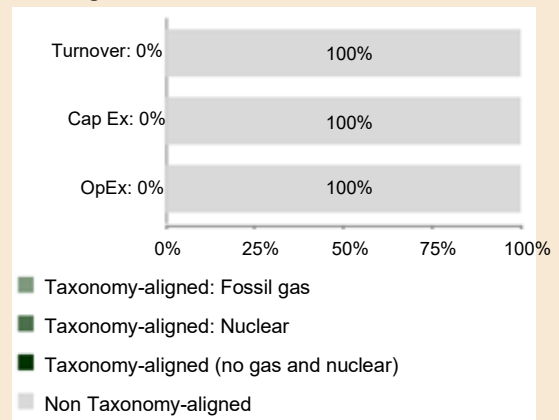 Turnover: 0% 100%
Cap Ex: 0% 100%
OpEx: 0% 100%
0% 25% 50% 75% 100%
Taxonomy-aligned: Fossil gas
Taxonomy-aligned: Nuclear
Taxonomy-aligned (no gas and nuclear)
Non Taxonomy-aligned